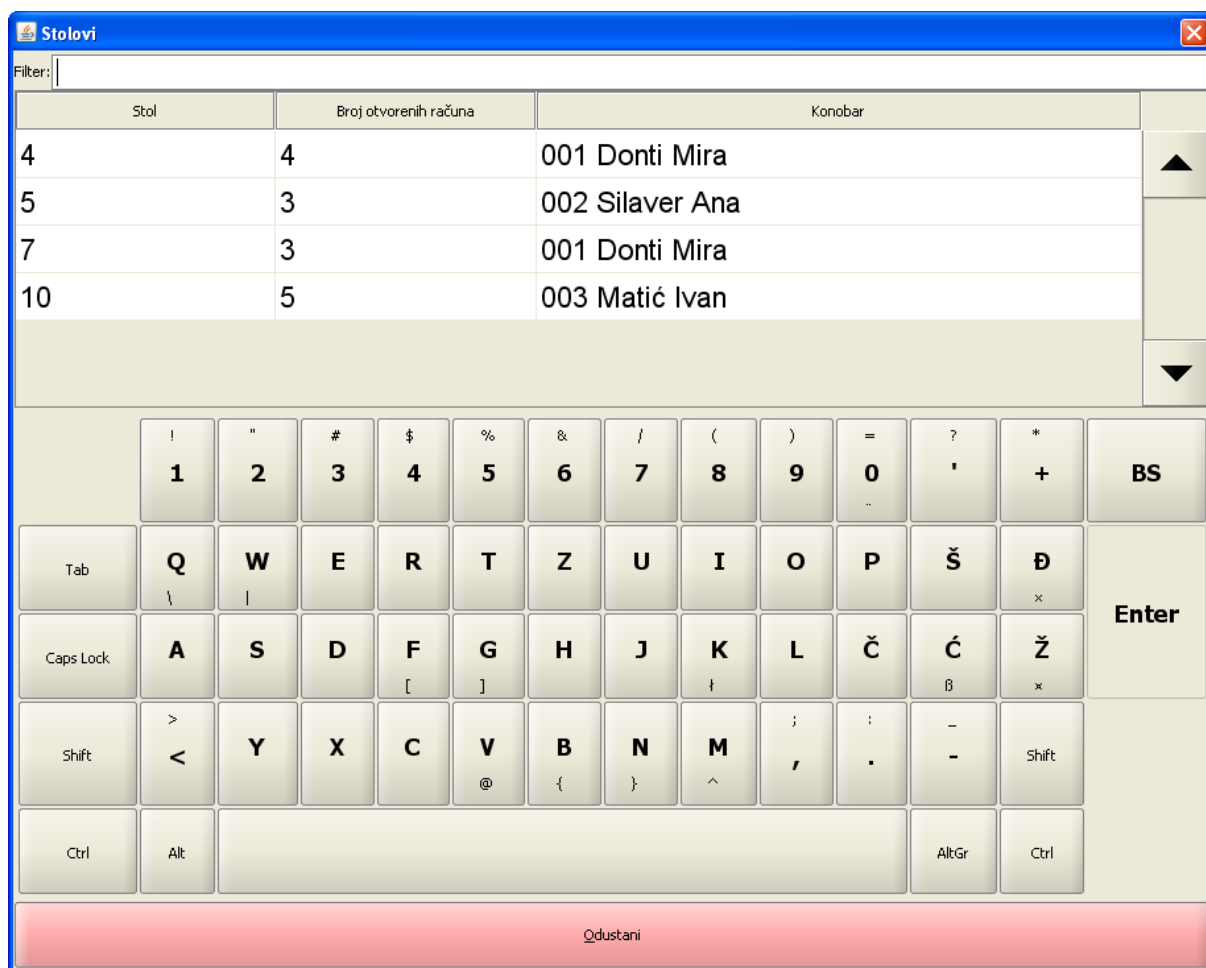 Stolovi
Filter:
Stol Broj otvorenih računa Konobar
4 4 001 Donti Mira
5 3 002 Silaver Ana
7 3 001 Donti Mira
10 5 003 Matić Ivan
! " # $ % & / ( ) = ? *
1 2 3 4 5 6 7 8 9 0 ' + BS
¨
Tab Q W E R T Z U I O P Š Đ
\ | ×
Enter
Caps Lock A S D F G H J K L Č Ć Ž
[ ] ł ß ¤
> ; : _
Shift < Y X C V B N M , . - Shift
@ { } ^
Ctrl Alt AltGr Ctrl
Odustani